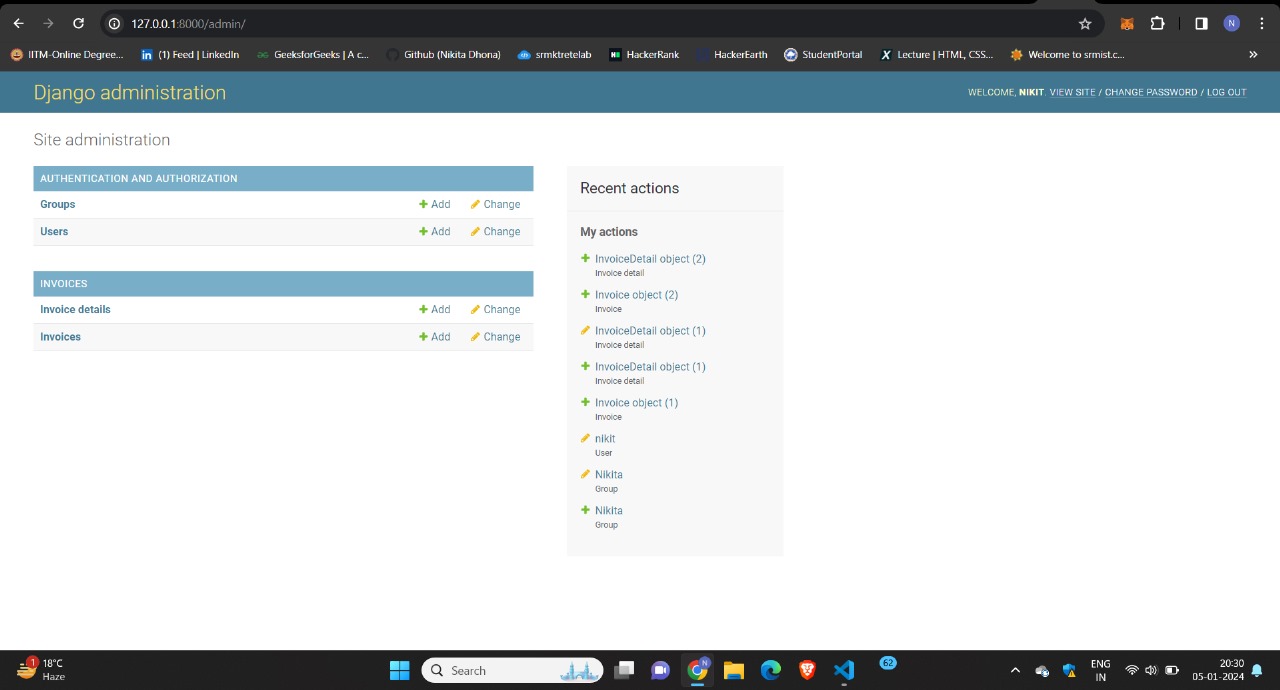 127.0.0.1:8000/admin/
N
IITM-Online Degree...
(1) Feed | LinkedIn
GeeksforGeeks | A c...
Github (Nikita Dhona)
srmktretelab
HackerRank
HackerEarth
StudentPortal
Lecture | HTML, CSS...
Welcome to srmist.c...
Django administration
WELCOME, NIKIT. VIEW SITE / CHANGE PASSWORD / LOG OUT
Site administration
AUTHENTICATION AND AUTHORIZATION
Groups Add Change
Users Add Change
INVOICES
Invoice details Add Change
Invoices Add Change
Recent actions
My actions
InvoiceDetail object (2)
Invoice detail
Invoice object (2)
Invoice
InvoiceDetail object (1)
Invoice detail
InvoiceDetail object (1)
Invoice detail
Invoice object (1)
Invoice
nikit
User
Nikita
Group
Nikita
Group
1
18°C
Haze
Search
N
62
ENG
IN
20:30
05-01-2024